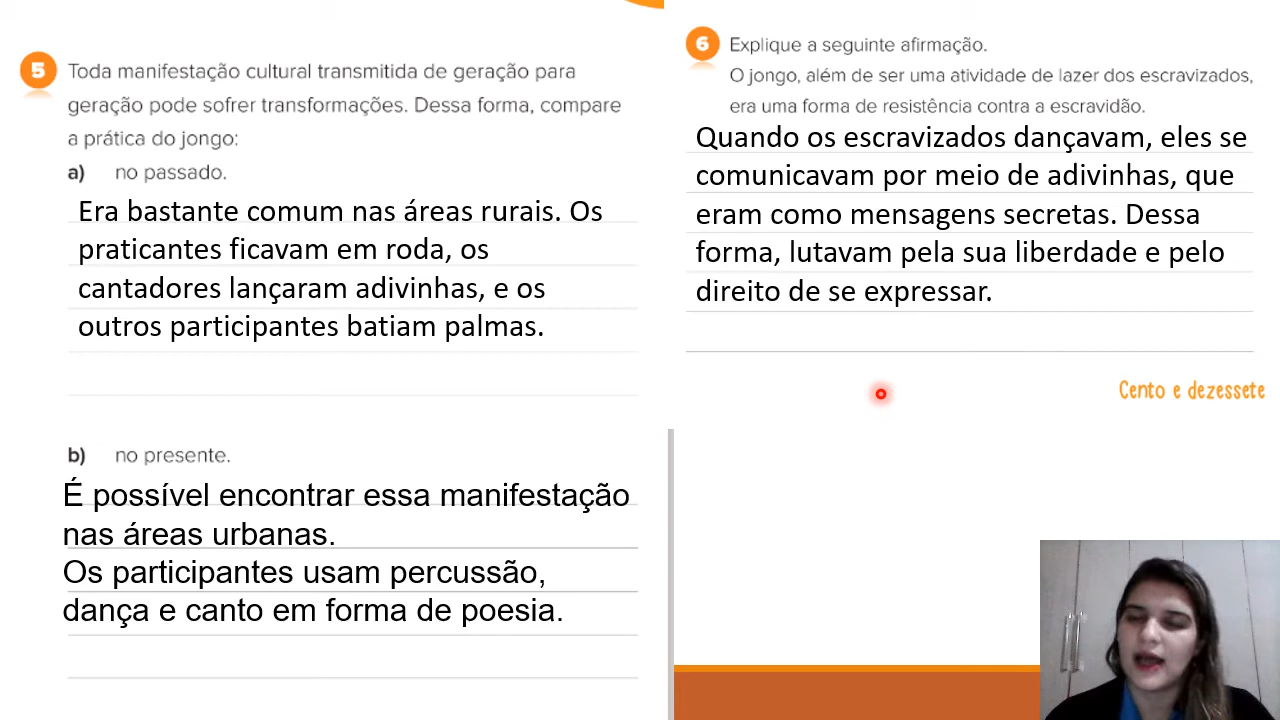 5 Toda manifestação cultural transmitida de geração para
geração pode sofrer transformações. Dessa forma, compare
a prática do jongo:
a) no passado.
Era bastante comum nas áreas rurais. Os
praticantes ficavam em roda, os
cantadores lançaram adivinhas, e os
outros participantes batiam palmas.
b) no presente.
É possível encontrar essa manifestação
nas áreas urbanas.
Os participantes usam percussão,
dança e canto em forma de poesia.
6 Explique a seguinte afirmação.
O jongo, além de ser uma atividade de lazer dos escravizados,
era uma forma de resistência contra a escravidão.
Quando os escravizados dançavam, eles se
comunicavam por meio de adivinhas, que
eram como mensagens secretas. Dessa
forma, lutavam pela sua liberdade e pelo
direito de se expressar.
Cento e dezessete